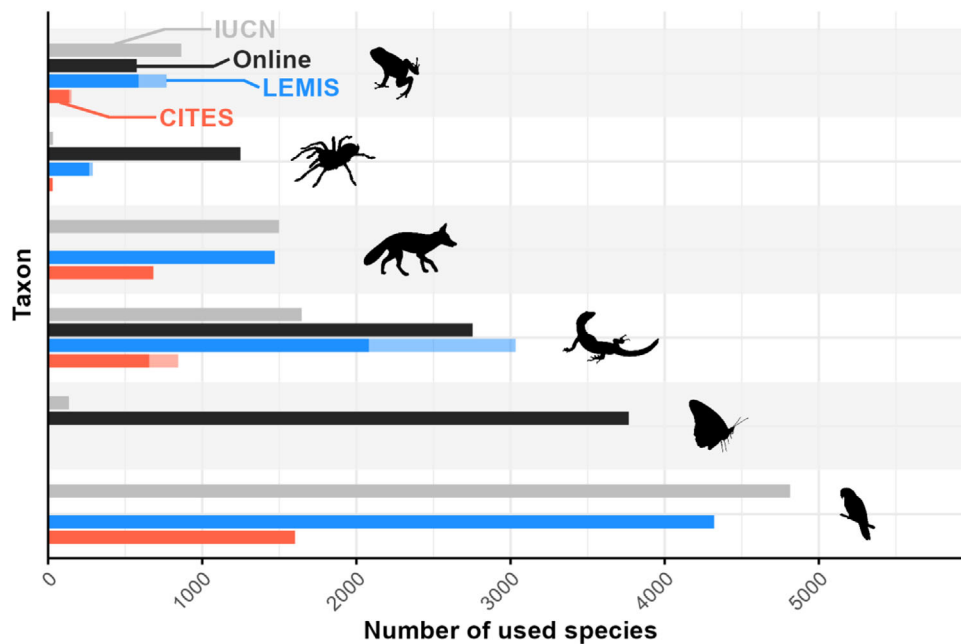 IUCN
Online
LEMIS
CITES
Taxon
0 1000 2000 3000 4000 5000
Number of used species